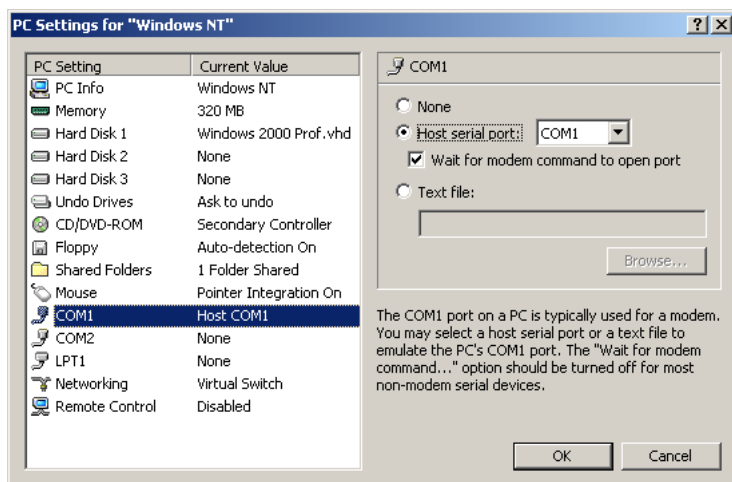 PC Settings for "Windows NT"
PC Setting Current Value
PC Info Windows NT
Memory 320 MB
Hard Disk 1 Windows 2000 Prof.vhd
Hard Disk 2 None
Hard Disk 3 None
Undo Drives Ask to undo
CD/DVD-ROM Secondary Controller
Floppy Auto-detection On
Shared Folders 1 Folder Shared
Mouse Pointer Integration On
COM1 Host COM1
COM2 None
LPT1 None
Networking Virtual Switch
Remote Control Disabled
COM1
None
Host serial port: COM1
Wait for modem command to open port
Text file:
Browse...
The COM1 port on a PC is typically used for a modem.
You may select a host serial port or a text file to
emulate the PC's COM1 port. The "Wait for modem
command..." option should be turned off for most
non-modem serial devices.
OK Cancel